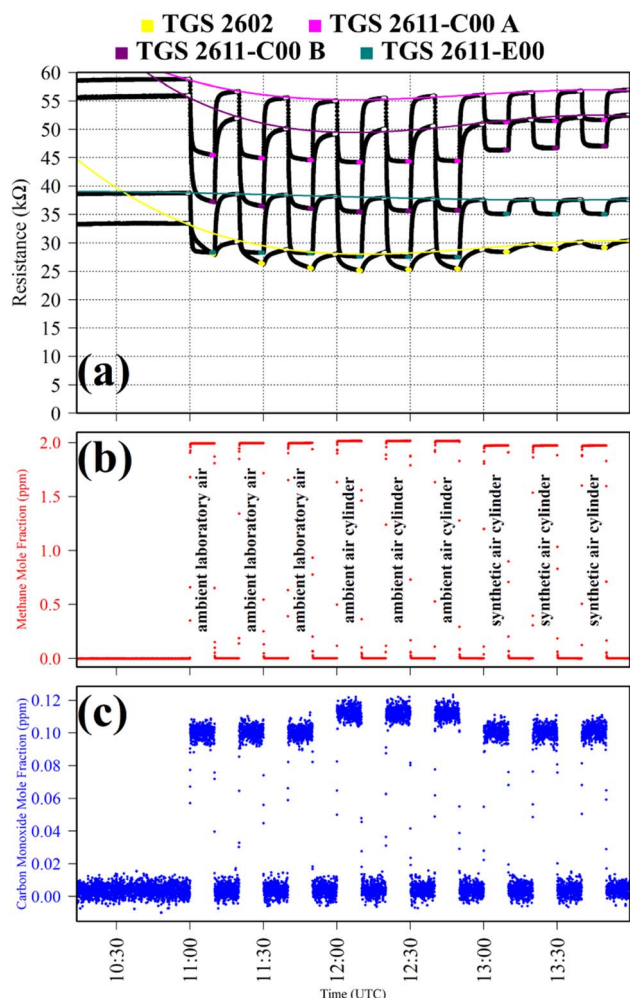 TGS 2602 TGS 2611-C00 A
TGS 2611-C00 B TGS 2611-E00
60
55
50
45
40
35
30
25
20
15
10
5
0
Resistance (kΩ)
(a)
2.0
1.5
1.0
0.5
0.0
Methane Mole Fraction (ppm)
(b)
ambient laboratory air
ambient laboratory air
ambient laboratory air
ambient air cylinder
ambient air cylinder
ambient air cylinder
synthetic air cylinder
synthetic air cylinder
synthetic air cylinder
0.12
0.10
0.08
0.06
0.04
0.02
0.00
Carbon Monoxide Mole Fraction (ppm)
(c)
10:30
11:00
11:30
12:00
12:30
13:00
13:30
Time (UTC)